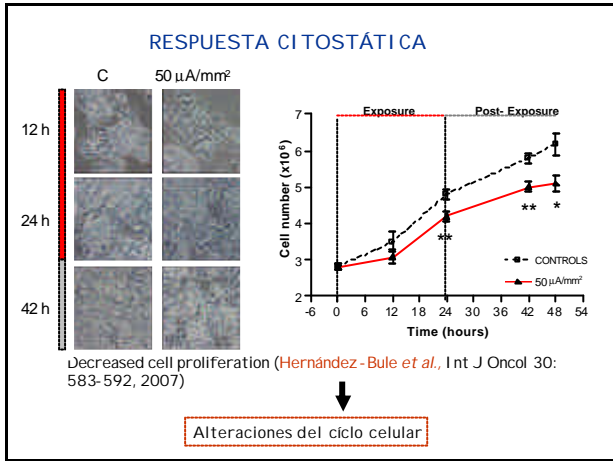 RESPUESTA CITOSTÁTICA
C
50 µA/mm²
12 h
24 h
42 h
Exposure
Post- Exposure
Cell number (x10⁶)
7
6
5
4
3
2
**
**
*
CONTROLS
50 µA/mm²
-6 0 6 12 18 24 30 36 42 48 54
Time (hours)
Decreased cell proliferation (Hernández-Bule et al., Int J Oncol 30:
583-592, 2007)
Alteraciones del cíclo celular